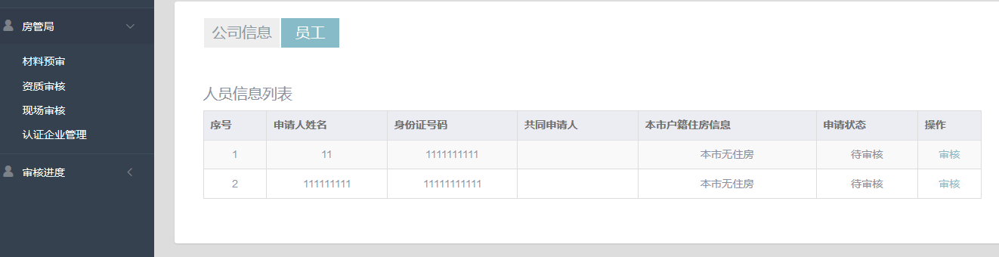 房管局
材料预审
资质审核
现场审核
认证企业管理
审核进度
公司信息 员工
人员信息列表
序号 申请人姓名 身份证号码 共同申请人 本市户籍住房信息 申请状态 操作
1 11 1111111111 本市无住房 待审核 审核
2 111111111 11111111111 本市无住房 待审核 审核